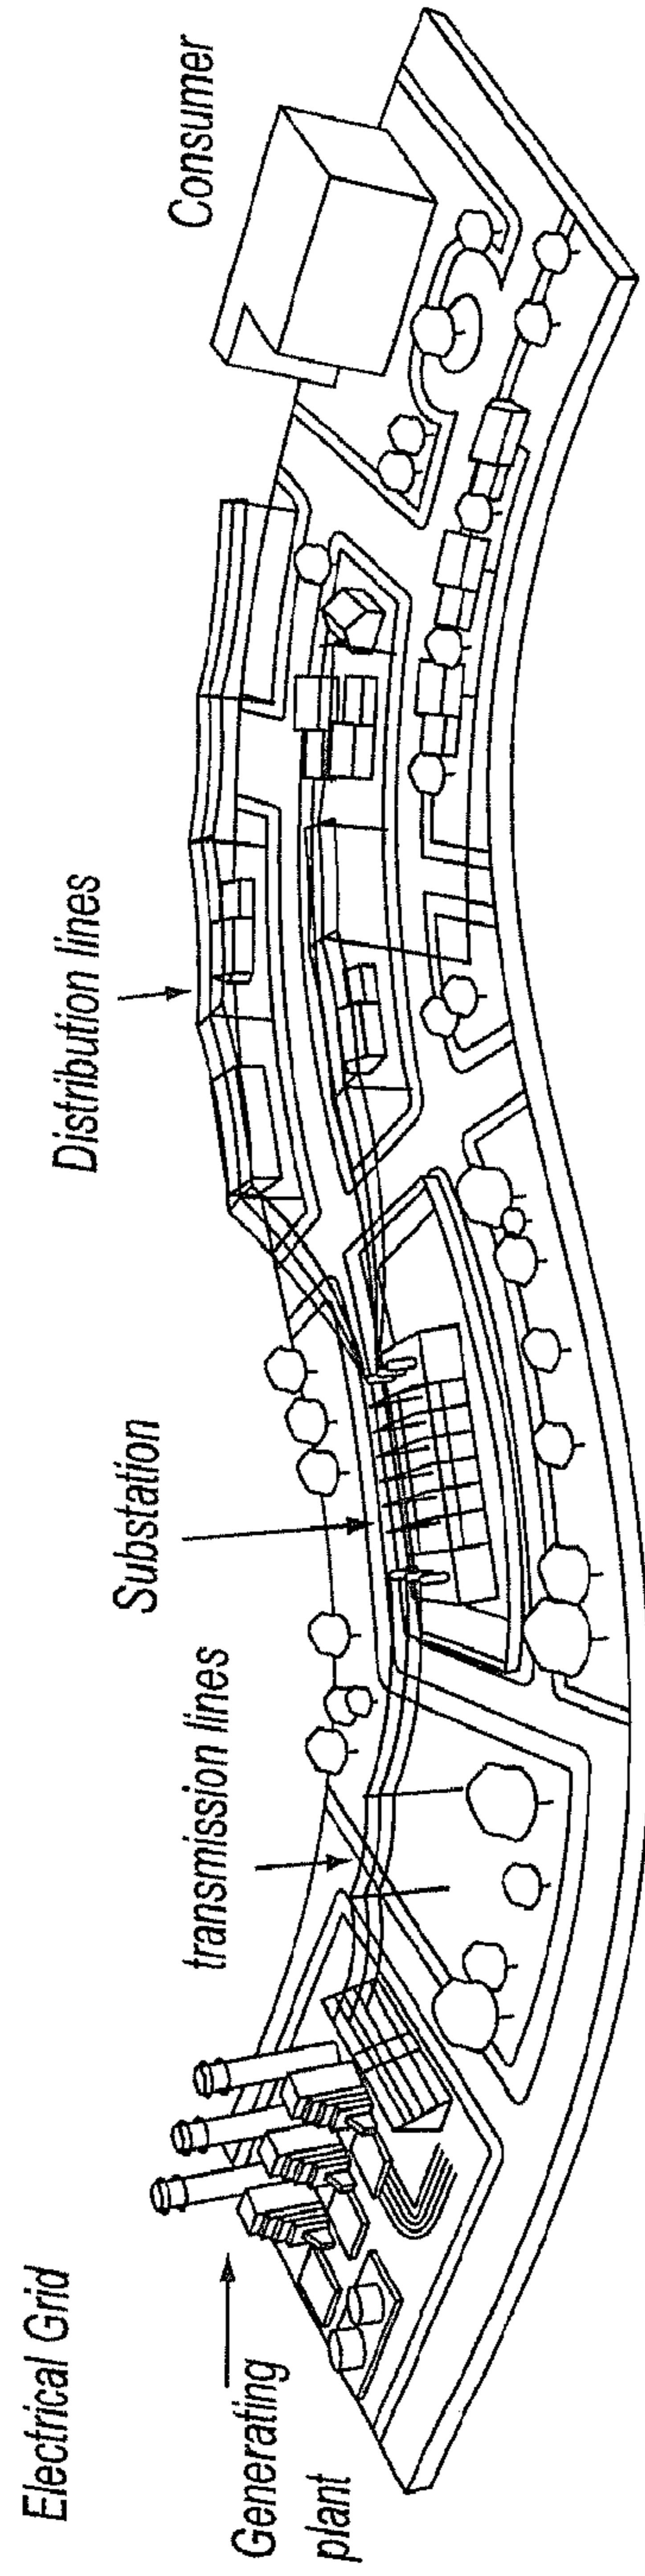 Electrical Grid
Generating
plant
transmission lines
Substation
Distribution lines
Consumer